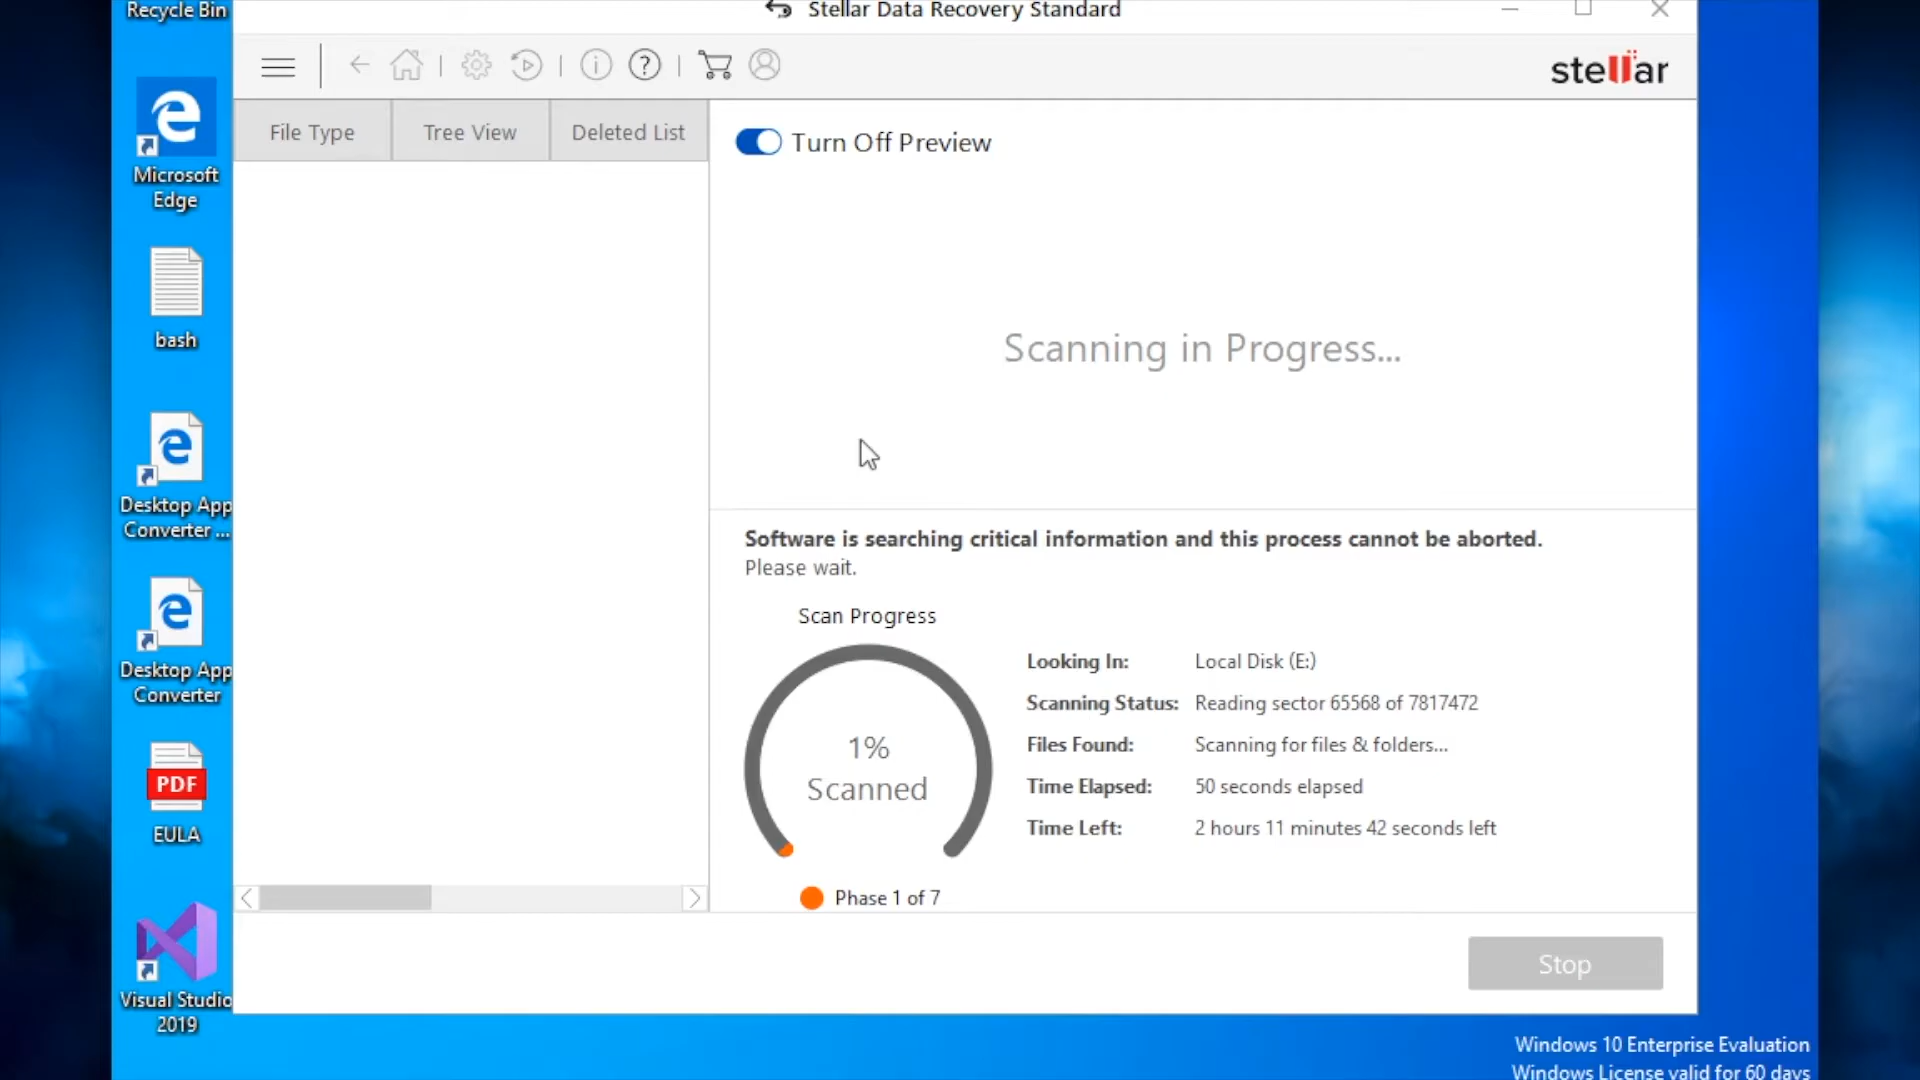 Recycle Bin
Stellar Data Recovery Standard
stellar
File Type
Tree View
Deleted List
Turn Off Preview
Microsoft
Edge
bash
Scanning in Progress...
Desktop App
Converter ...
Software is searching critical information and this process cannot be aborted.
Please wait.
Scan Progress
1%
Scanned
Phase 1 of 7
Looking In: Local Disk (E:)
Scanning Status: Reading sector 65568 of 7817472
Files Found: Scanning for files & folders...
Time Elapsed: 50 seconds elapsed
Time Left: 2 hours 11 minutes 42 seconds left
Desktop App
Converter
PDF
EULA
Stop
Visual Studio
2019
Windows 10 Enterprise Evaluation
Windows License valid for 60 days